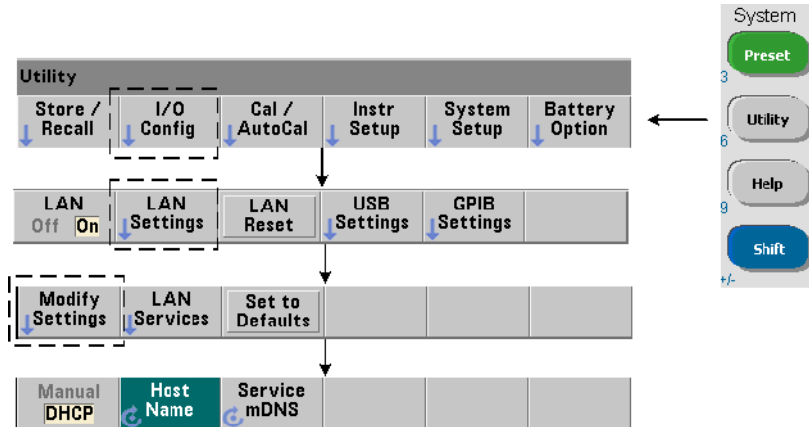 System
Preset
3
Utility
Store / Recall
I/O Config
Cal / AutoCal
Instr Setup
System Setup
Battery Option
Utility
6
LAN Off On
LAN Settings
LAN Reset
USB Settings
GPIB Settings
Help
9
Shift
+/-
Modify Settings
LAN Services
Set to Defaults
Manual DHCP
Host Name
Service mDNS